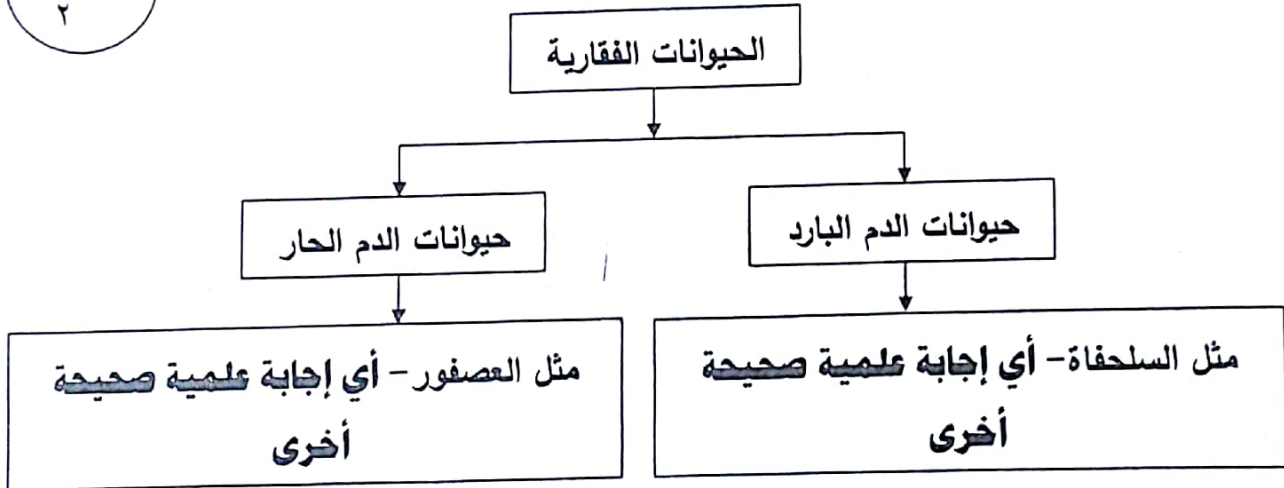 ٢
الحيوانات الفقارية
حيوانات الدم البارد
حيوانات الدم الحار
مثل السلحفاة - أي إجابة علمية صحيحة
أخرى
مثل العصفور - أي إجابة علمية صحيحة
أخرى